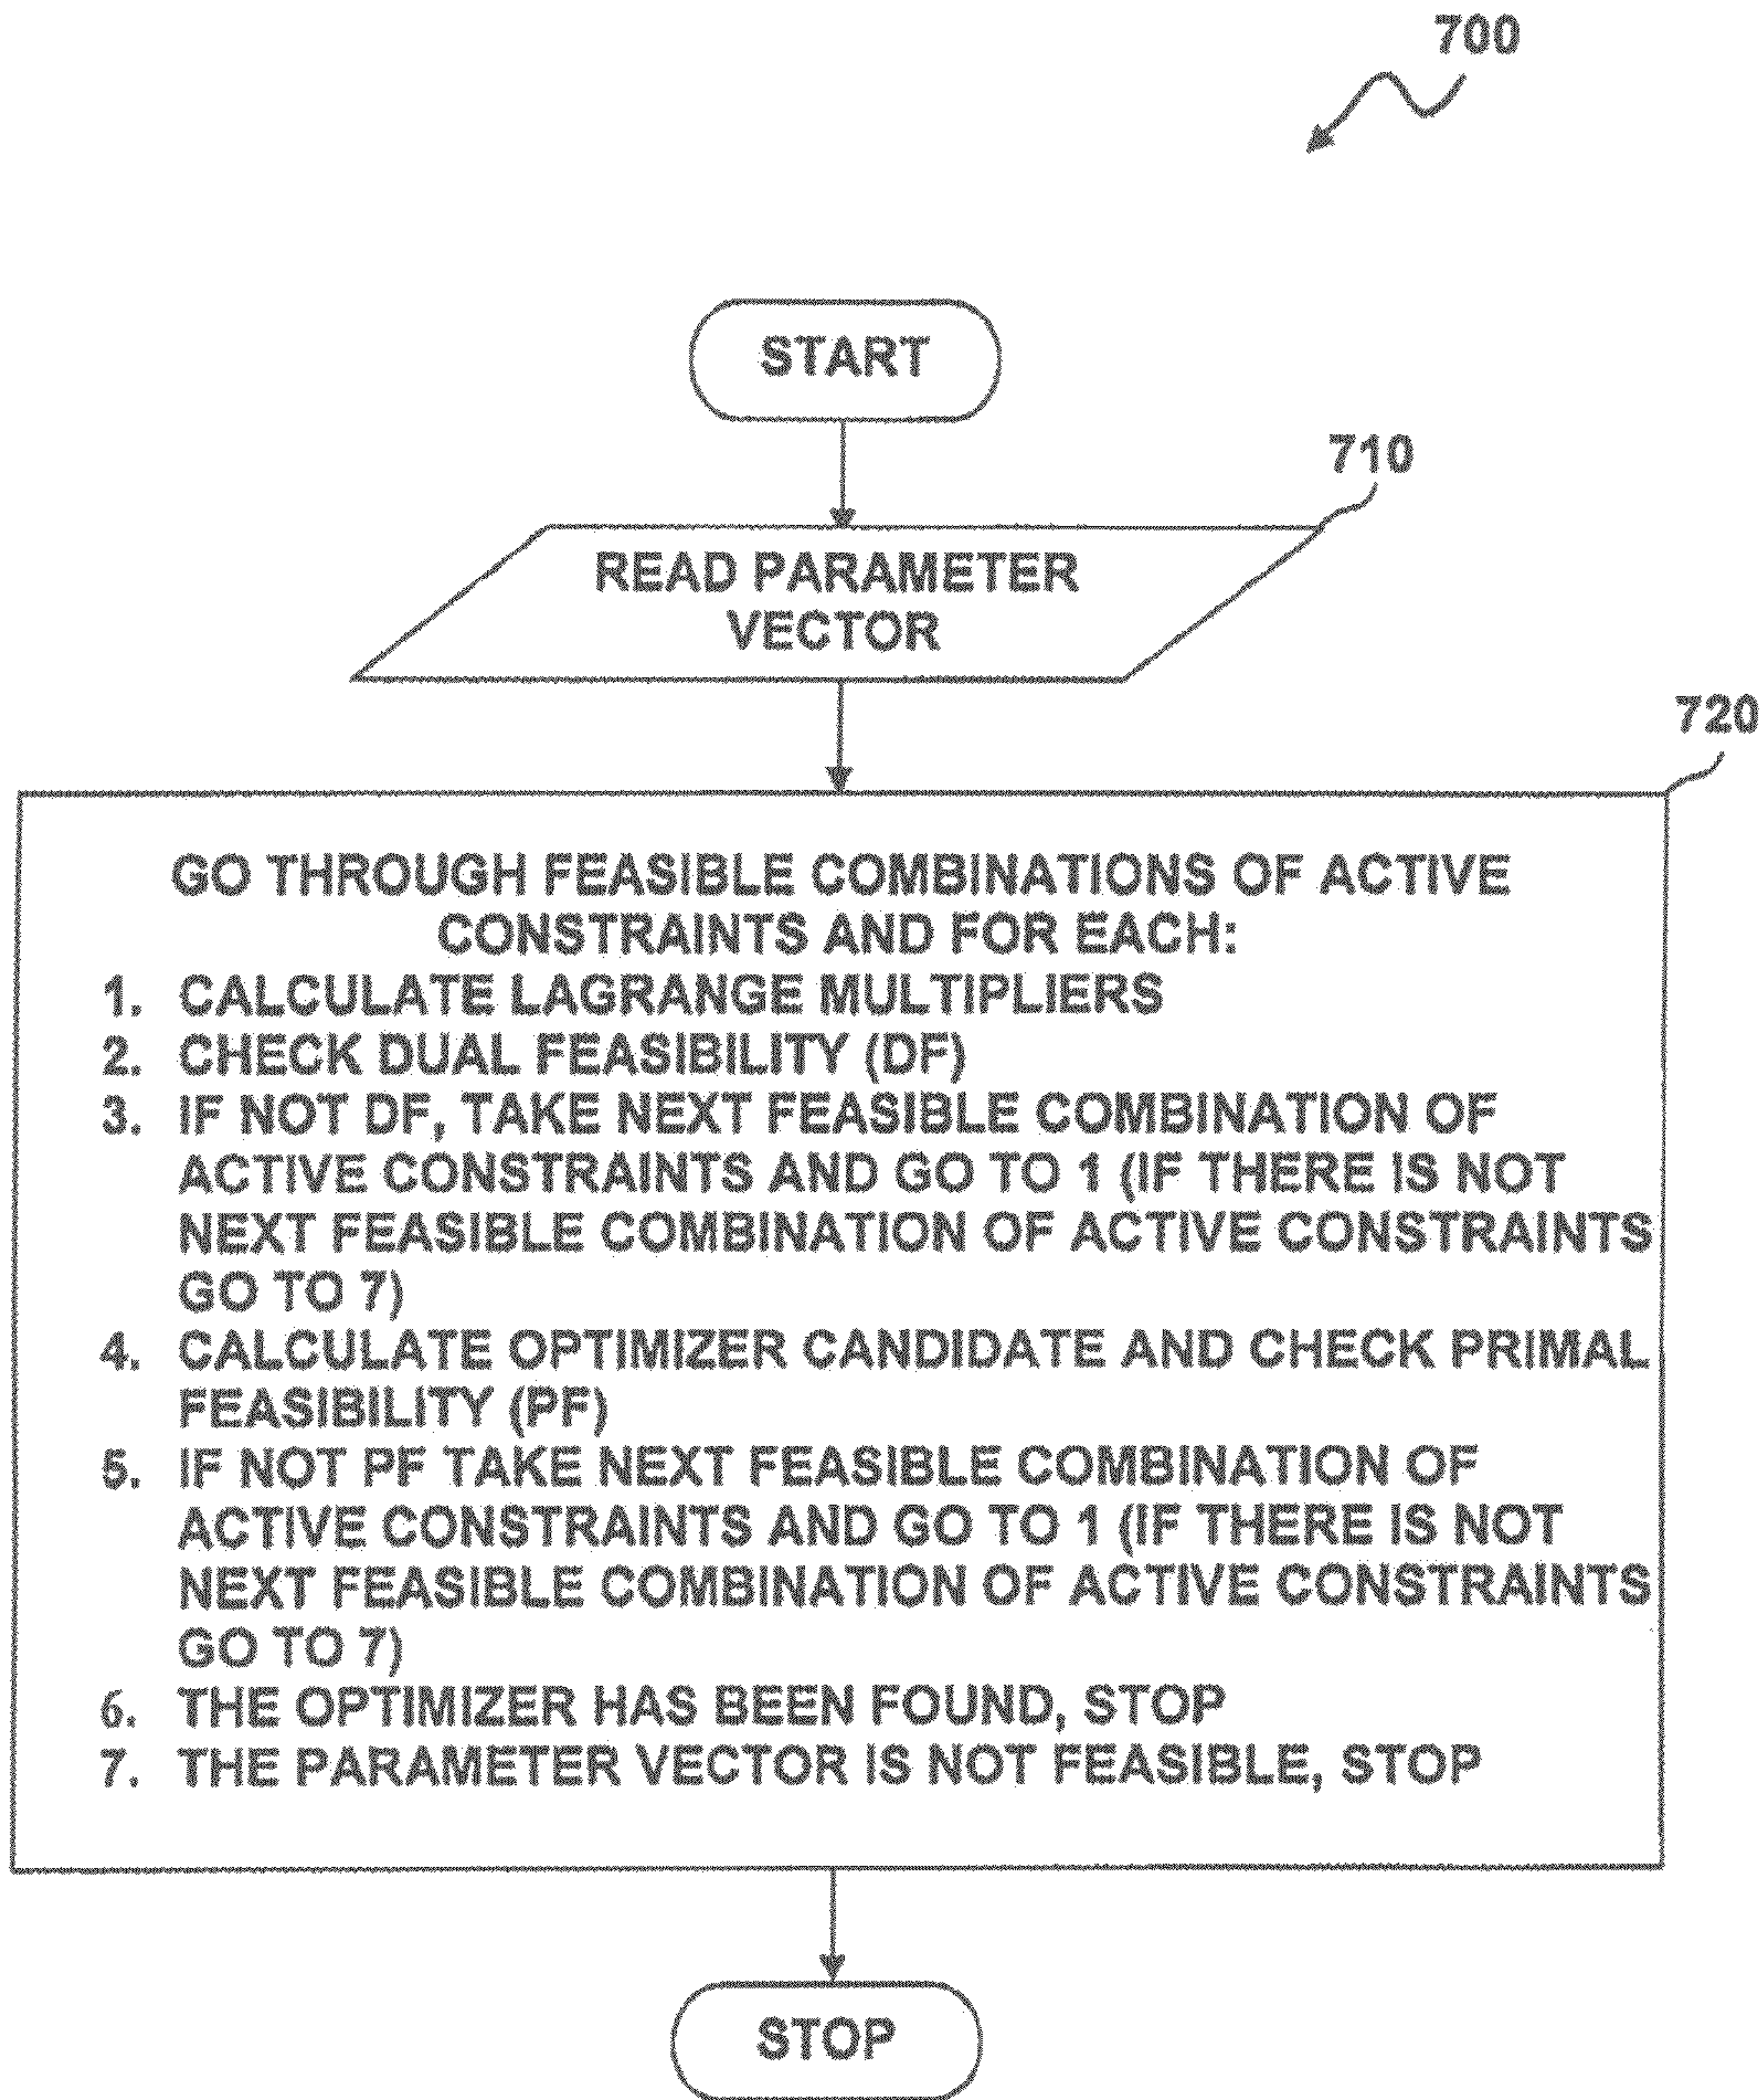 700
START
710
READ PARAMETER
VECTOR
720
GO THROUGH FEASIBLE COMBINATIONS OF ACTIVE
CONSTRAINTS AND FOR EACH:
1. CALCULATE LAGRANGE MULTIPLIERS
2. CHECK DUAL FEASIBILITY (DF)
3. IF NOT DF, TAKE NEXT FEASIBLE COMBINATION OF
ACTIVE CONSTRAINTS AND GO TO 1 (IF THERE IS NOT
NEXT FEASIBLE COMBINATION OF ACTIVE CONSTRAINTS
GO TO 7)
4. CALCULATE OPTIMIZER CANDIDATE AND CHECK PRIMAL
FEASIBILITY (PF)
5. IF NOT PF TAKE NEXT FEASIBLE COMBINATION OF
ACTIVE CONSTRAINTS AND GO TO 1 (IF THERE IS NOT
NEXT FEASIBLE COMBINATION OF ACTIVE CONSTRAINTS
GO TO 7)
6. THE OPTIMIZER HAS BEEN FOUND, STOP
7. THE PARAMETER VECTOR IS NOT FEASIBLE, STOP
STOP